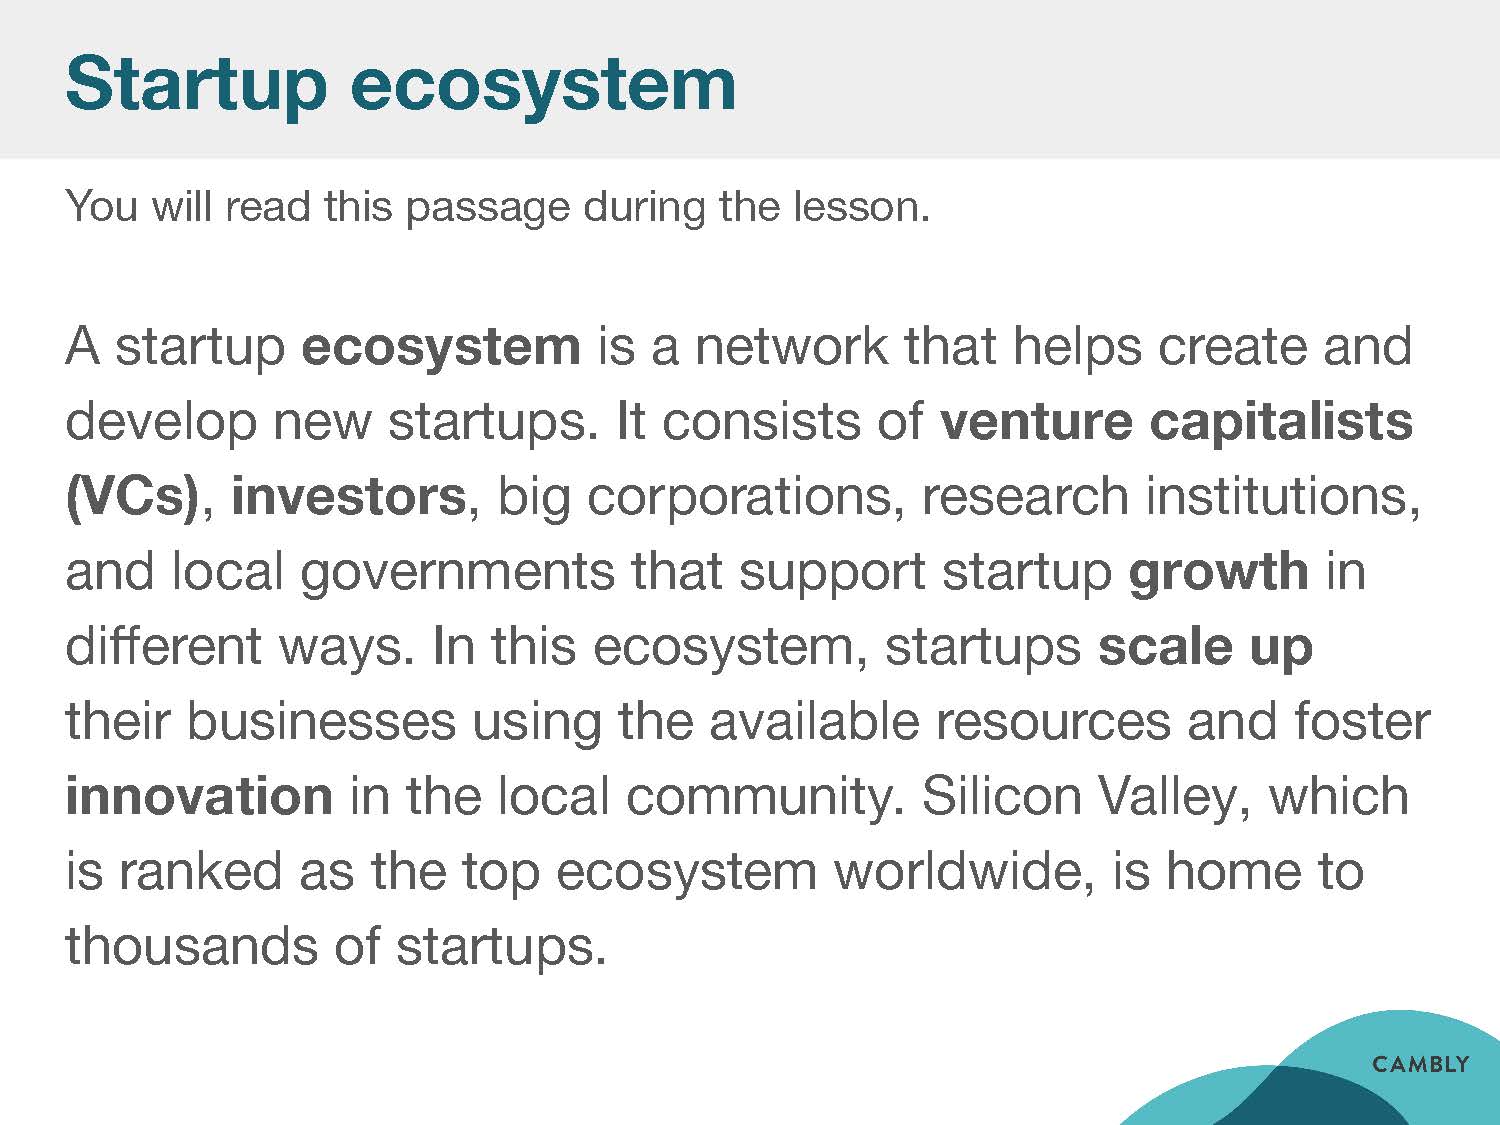 Startup ecosystem
You will read this passage during the lesson.
A startup ecosystem is a network that helps create and
develop new startups. It consists of venture capitalists
(VCs), investors, big corporations, research institutions,
and local governments that support startup growth in
different ways. In this ecosystem, startups scale up
their businesses using the available resources and foster
innovation in the local community. Silicon Valley, which
is ranked as the top ecosystem worldwide, is home to
thousands of startups.
CAMBLY